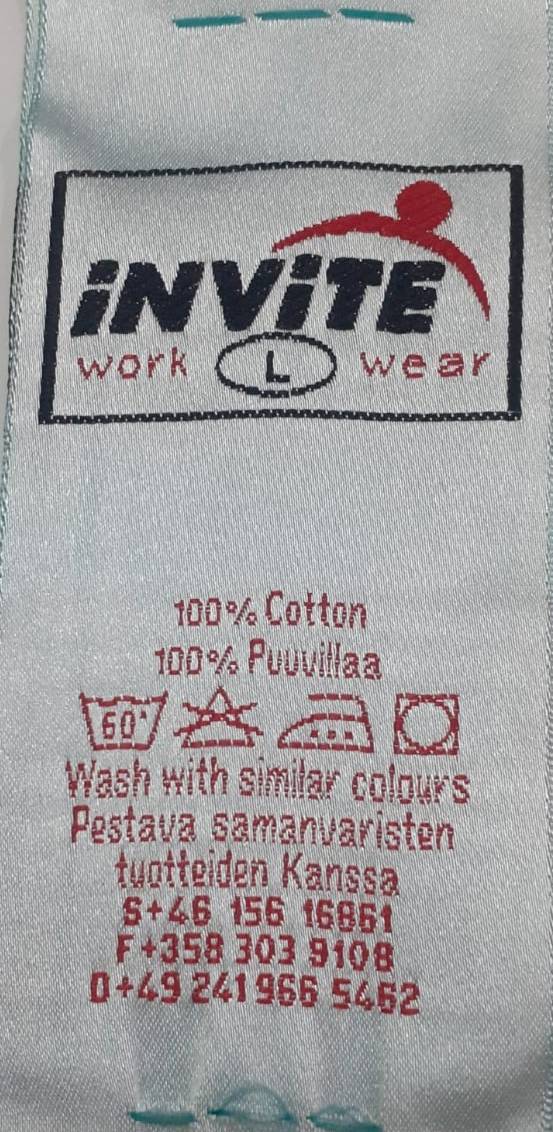 iNViTE
work L wear
100% Cotton
100% Puuvillaa
60°
Wash with similar colours
Pestava samanvaristen
tuotteiden Kanssa
S+46 156 16861
F+358 303 9108
D+49 241 966 5462